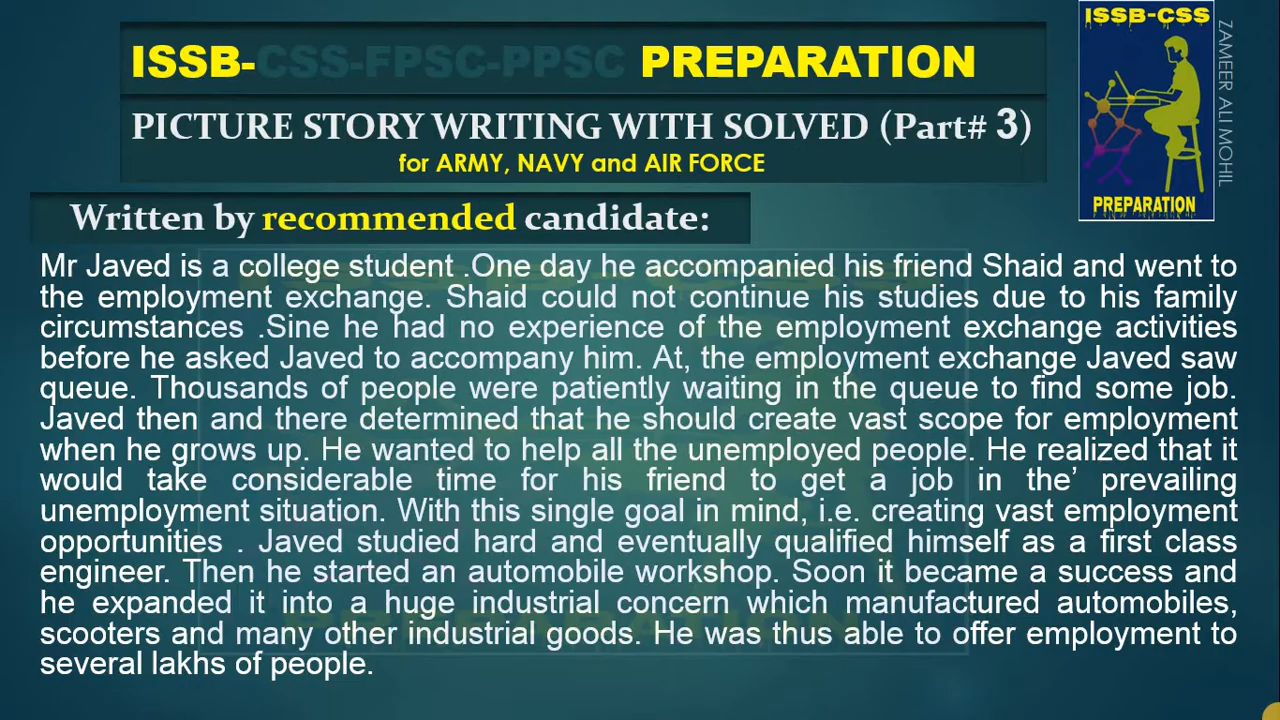 ISSB-CSS-FPSC-PPSC PREPARATION
PICTURE STORY WRITING WITH SOLVED (Part# 3)
for ARMY, NAVY and AIR FORCE
ISSB-CSS
PREPARATION
ZAMEER ALI MOHIL
Written by recommended candidate:
Mr Javed is a college student .One day he accompanied his friend Shaid and went to
the employment exchange. Shaid could not continue his studies due to his family
circumstances .Sine he had no experience of the employment exchange activities
before he asked Javed to accompany him. At, the employment exchange Javed saw
queue. Thousands of people were patiently waiting in the queue to find some job.
Javed then and there determined that he should create vast scope for employment
when he grows up. He wanted to help all the unemployed people. He realized that it
would take considerable time for his friend to get a job in the’ prevailing
unemployment situation. With this single goal in mind, i.e. creating vast employment
opportunities . Javed studied hard and eventually qualified himself as a first class
engineer. Then he started an automobile workshop. Soon it became a success and
he expanded it into a huge industrial concern which manufactured automobiles,
scooters and many other industrial goods. He was thus able to offer employment to
several lakhs of people.